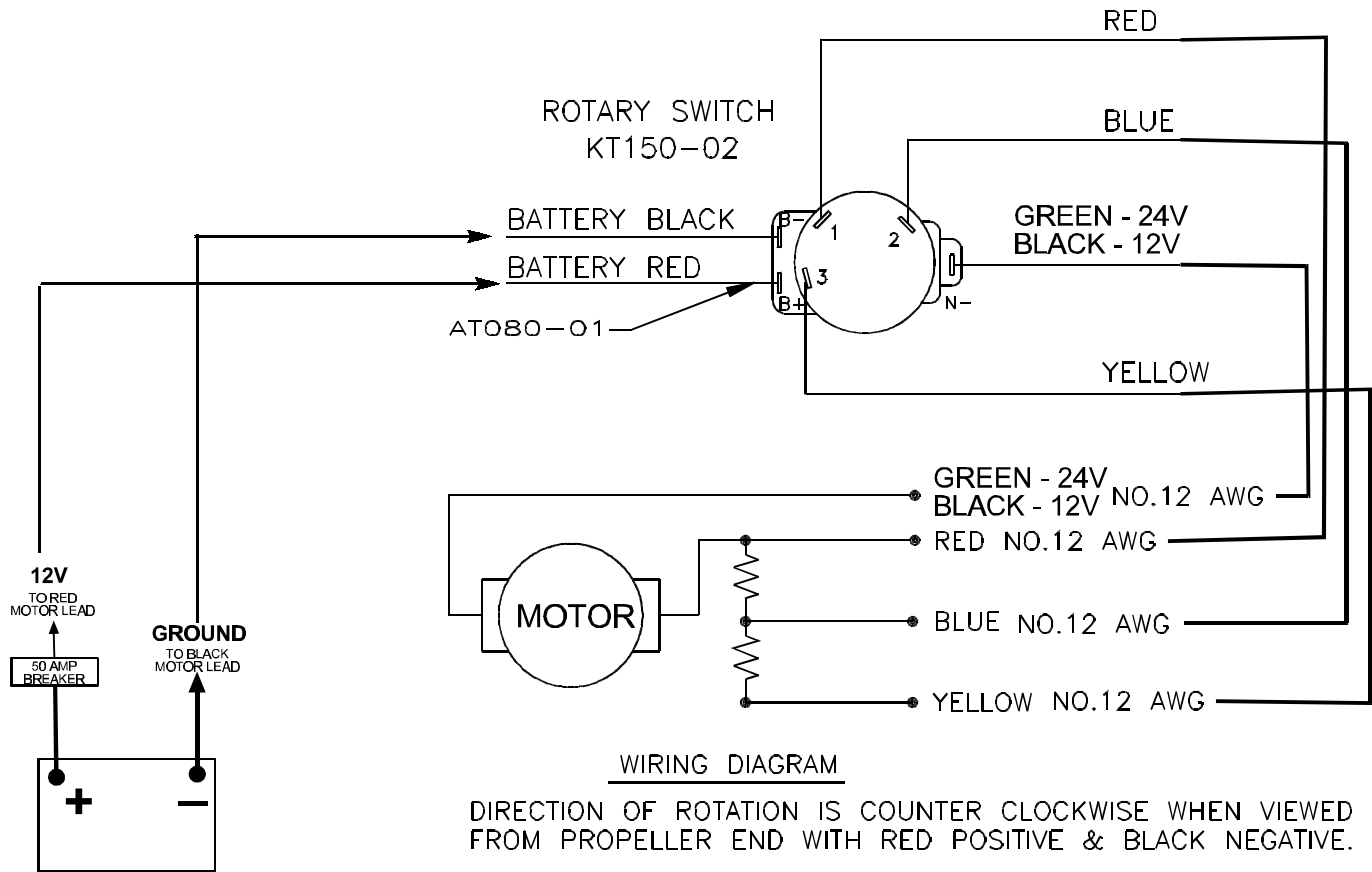 RED
ROTARY SWITCH
KT150-02
BLUE
BATTERY BLACK
B-
1
2
GREEN - 24V
BLACK - 12V
BATTERY RED
3
B+
N-
AT080-01
YELLOW
GREEN - 24V
BLACK - 12V
NO.12 AWG
RED NO.12 AWG
12V
TO RED
MOTOR LEAD
MOTOR
BLUE NO.12 AWG
GROUND
TO BLACK
MOTOR LEAD
50 AMP
BREAKER
YELLOW NO.12 AWG
+
-
WIRING DIAGRAM
DIRECTION OF ROTATION IS COUNTER CLOCKWISE WHEN VIEWED
FROM PROPELLER END WITH RED POSITIVE & BLACK NEGATIVE.